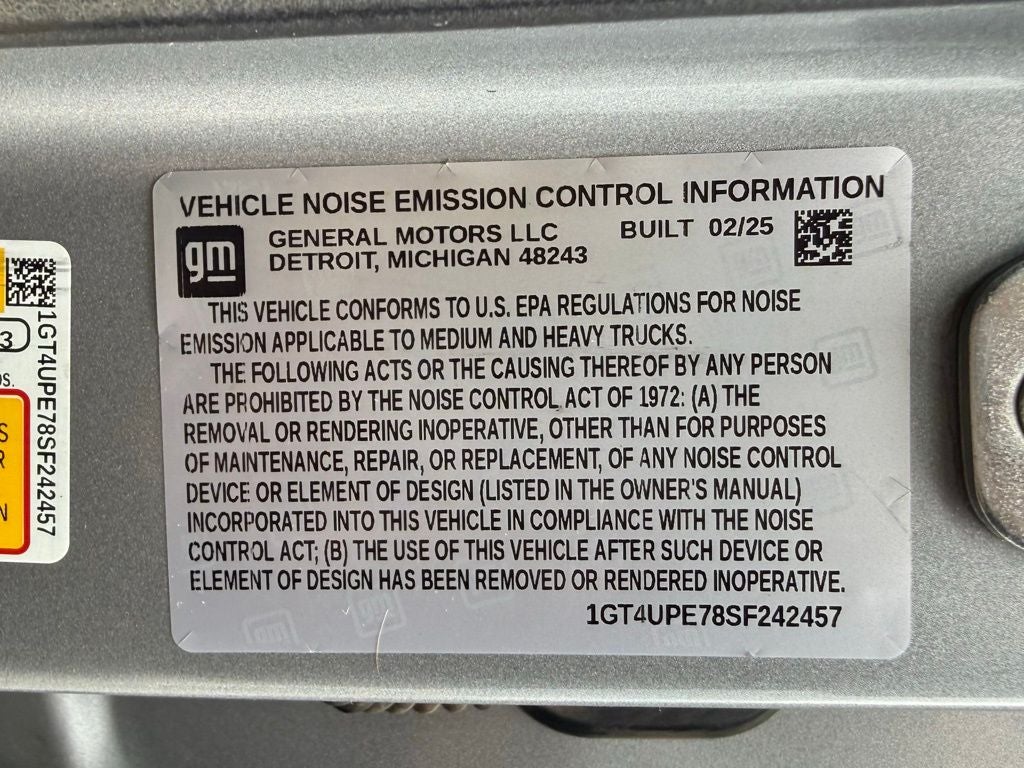 VEHICLE NOISE EMISSION CONTROL INFORMATION
gm
GENERAL MOTORS LLC
DETROIT, MICHIGAN 48243
BUILT 02/25
THIS VEHICLE CONFORMS TO U.S. EPA REGULATIONS FOR NOISE
EMISSION APPLICABLE TO MEDIUM AND HEAVY TRUCKS.
THE FOLLOWING ACTS OR THE CAUSING THEREOF BY ANY PERSON
ARE PROHIBITED BY THE NOISE CONTROL ACT OF 1972: (A) THE
REMOVAL OR RENDERING INOPERATIVE, OTHER THAN FOR PURPOSES
OF MAINTENANCE, REPAIR, OR REPLACEMENT, OF ANY NOISE CONTROL
DEVICE OR ELEMENT OF DESIGN (LISTED IN THE OWNER'S MANUAL)
INCORPORATED INTO THIS VEHICLE IN COMPLIANCE WITH THE NOISE
CONTROL ACT; (B) THE USE OF THIS VEHICLE AFTER SUCH DEVICE OR
ELEMENT OF DESIGN HAS BEEN REMOVED OR RENDERED INOPERATIVE.
1GT4UPE78SF242457
1GT4UPE78SF242457